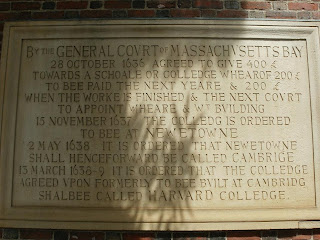 BY THE GENERAL COVRT OF MASSACHVSETTS BAY
28 OCTOBER 1636 AGREED TO GIVE 400 £
TOWARDS A SCHOALE OR COLLEDGE WHEAROF 200 £
TO BEE PAID THE NEXT YEARE & 200 £
WHEN THE WORKE IS FINISHED & THE NEXT COVRT
TO APPOINT WHEARE & WT BVILDING
15 NOVEMBER 1637 THE COLLEDG IS ORDERED
TO BEE AT NEWETOWNE
2 MAY 1638 IT IS ORDERED THAT NEWETOWNE
SHALL HENCEFORWARD BE CALLED CAMBRIGE
13 MARCH 1638-9 IT IS ORDERED THAT THE COLLEDGE
AGREED VPON FORMERLY TO BEE BVILT AT CAMBRIDG
SHALBEE CALLED HARVARD COLLEDGE.